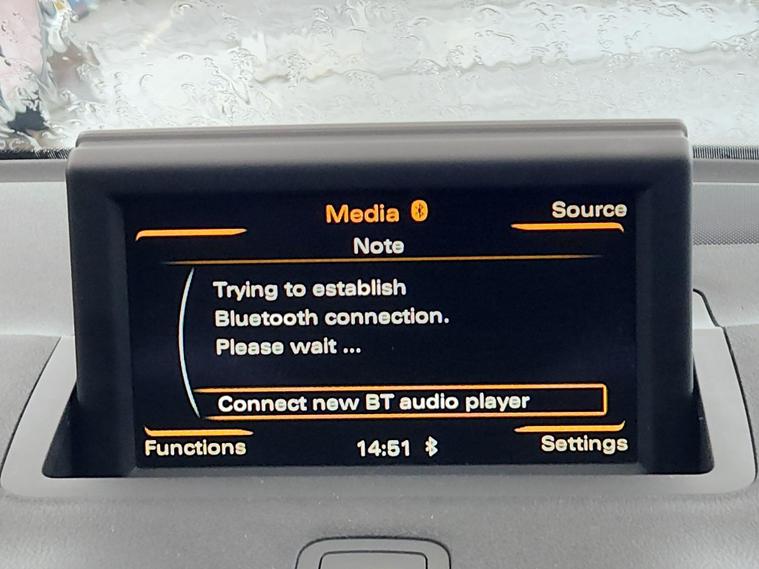 Media
Source
Note
Trying to establish
Bluetooth connection.
Please wait ...
Connect new BT audio player
Functions
14:51
Settings